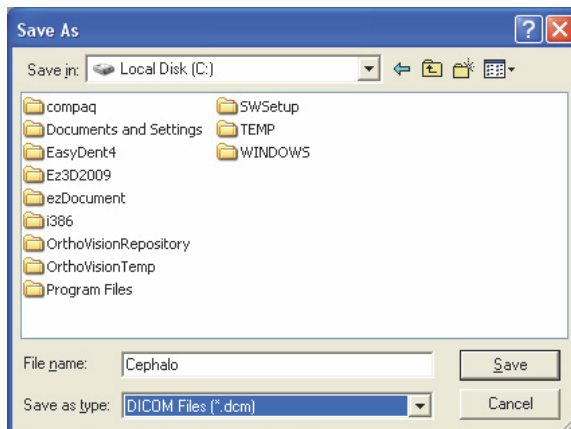 Save As
Save in: Local Disk (C:)
compaq
Documents and Settings
EasyDent4
Ez3D2009
ezDocument
i386
OrthoVisionRepository
OrthoVisionTemp
Program Files
SWSetup
TEMP
WINDOWS
File name: Cephalo Save
Save as type: DICOM Files (*.dcm) Cancel